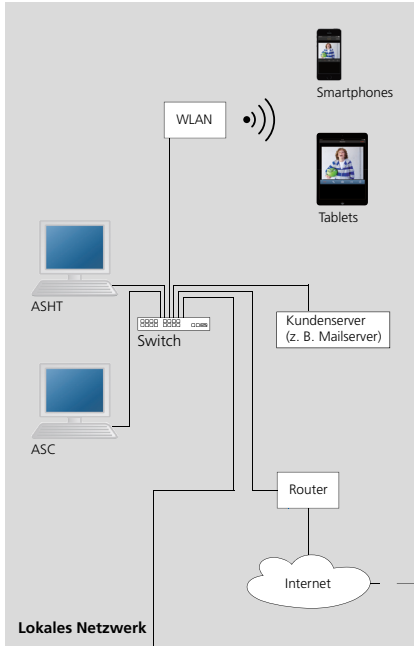 Smartphones
WLAN
Tablets
ASHT
Switch
Kundenserver
(z. B. Mailserver)
ASC
Router
Internet
Lokales Netzwerk